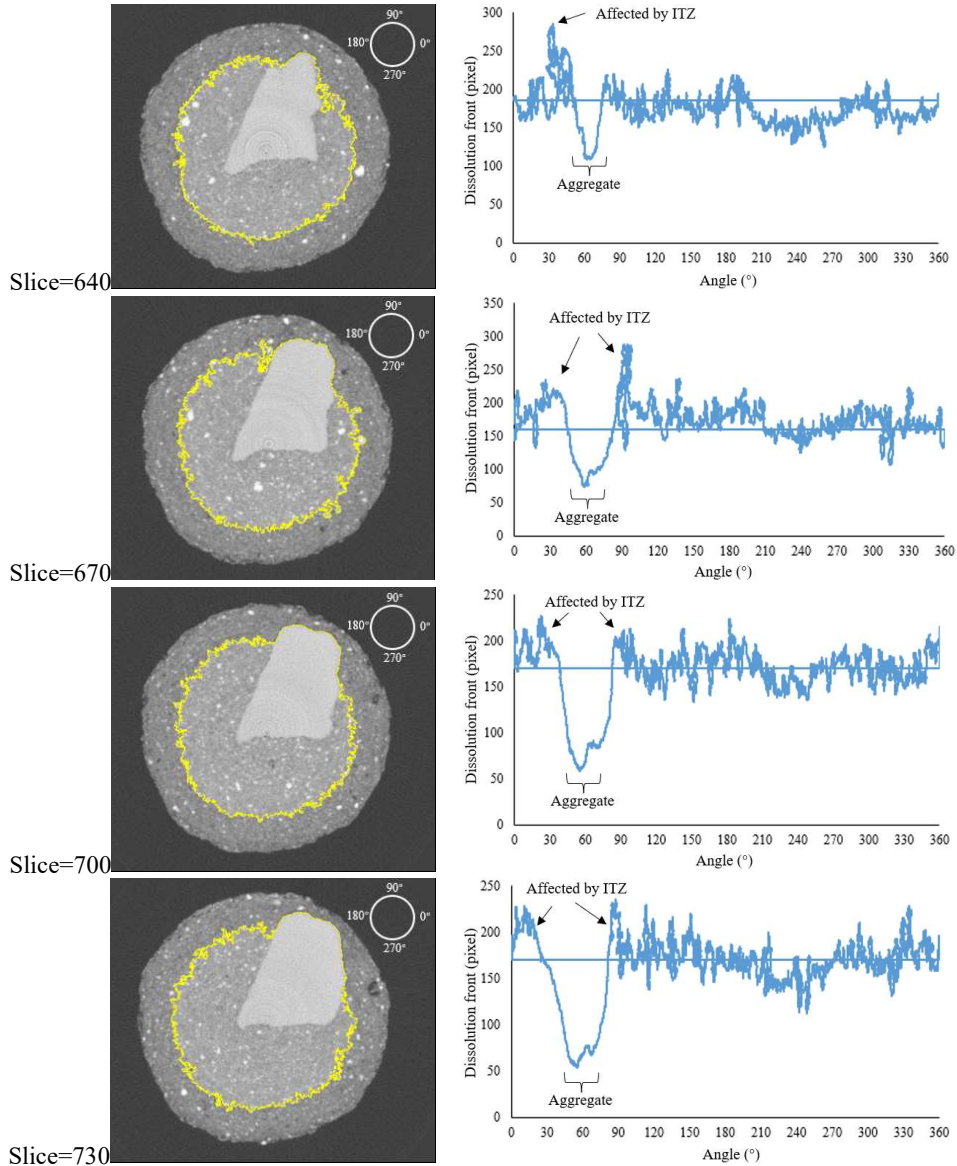 Slice=640
90°
180°
0°
270°
Dissolution front (pixel)
300
250
200
150
100
50
0
Affected by ITZ
Aggregate
0 30 60 90 120 150 180 210 240 270 300 330 360
Angle (°)
Slice=670
90°
180°
0°
270°
Dissolution front (pixel)
350
300
250
200
150
100
50
0
Affected by ITZ
Aggregate
0 30 60 90 120 150 180 210 240 270 300 330 360
Angle (°)
Slice=700
90°
180°
0°
270°
Dissolution front (pixel)
250
200
150
100
50
0
Affected by ITZ
Aggregate
0 30 60 90 120 150 180 210 240 270 300 330 360
Angle (°)
Slice=730
90°
180°
0°
270°
Dissolution front (pixel)
250
200
150
100
50
0
Affected by ITZ
Aggregate
0 30 60 90 120 150 180 210 240 270 300 330 360
Angle (°)